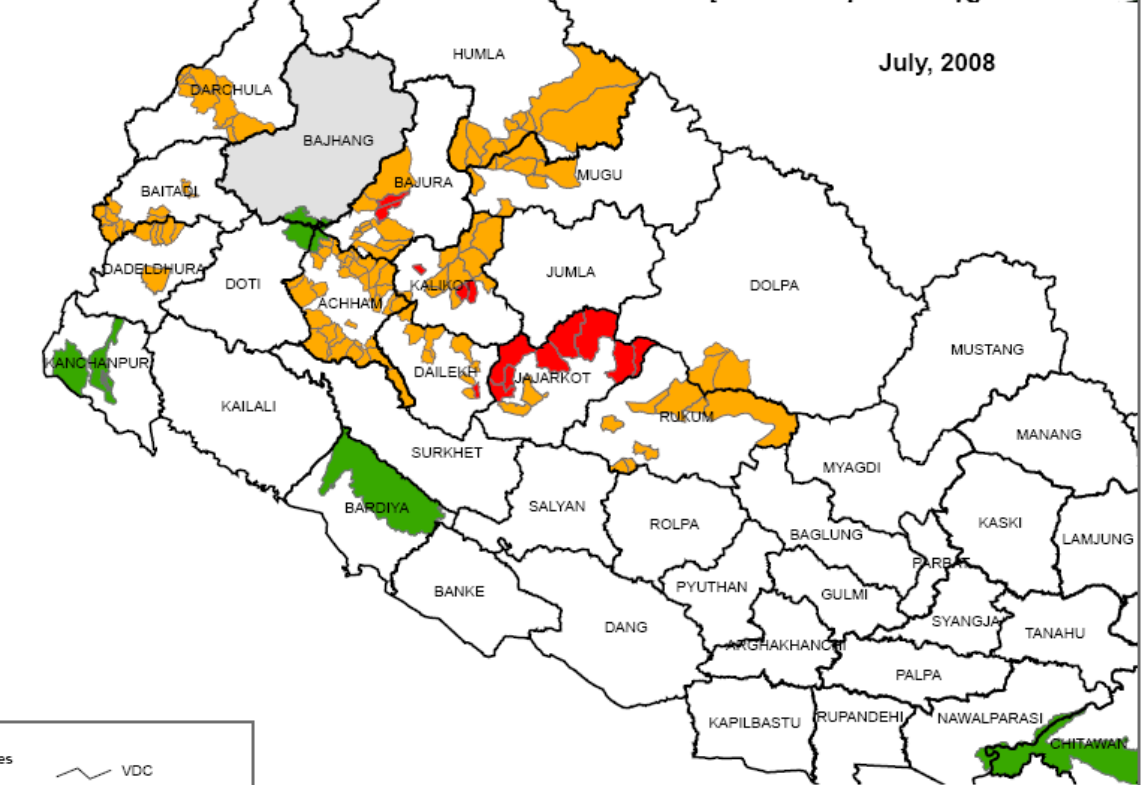 July, 2008
HUMLA
DARCHULA
BAJHANG
BAJURA
MUGU
BAITADI
DADELDHURA
DOTI
ACHHAM
KALIKOT
JUMLA
DOLPA
MUSTANG
KANCHANPUR
DAILEKH
JAJARKOT
KAILALI
RUKUM
MANANG
SURKHET
MYAGDI
BARDIYA
SALYAN
ROLPA
BAGLUNG
KASKI
LAMJUNG
PARBAT
BANKE
PYUTHAN
GULMI
DANG
SYANGJA
TANAHU
ARGHAKHANCHI
PALPA
KAPILBASTU
RUPANDEHI
NAWALPARASI
CHITAWAN
es
VDC